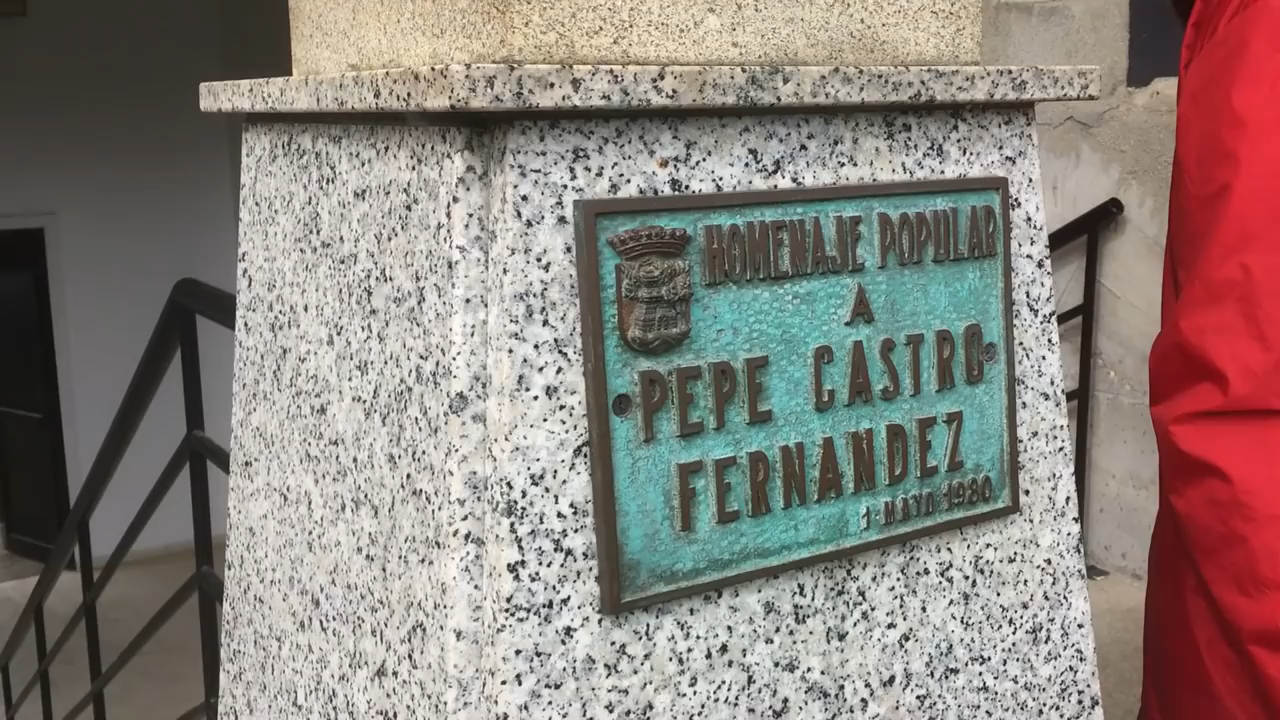 HOMENAJE POPULAR
A
PEPE CASTRO
FERNANDEZ
1-MAYO-1980